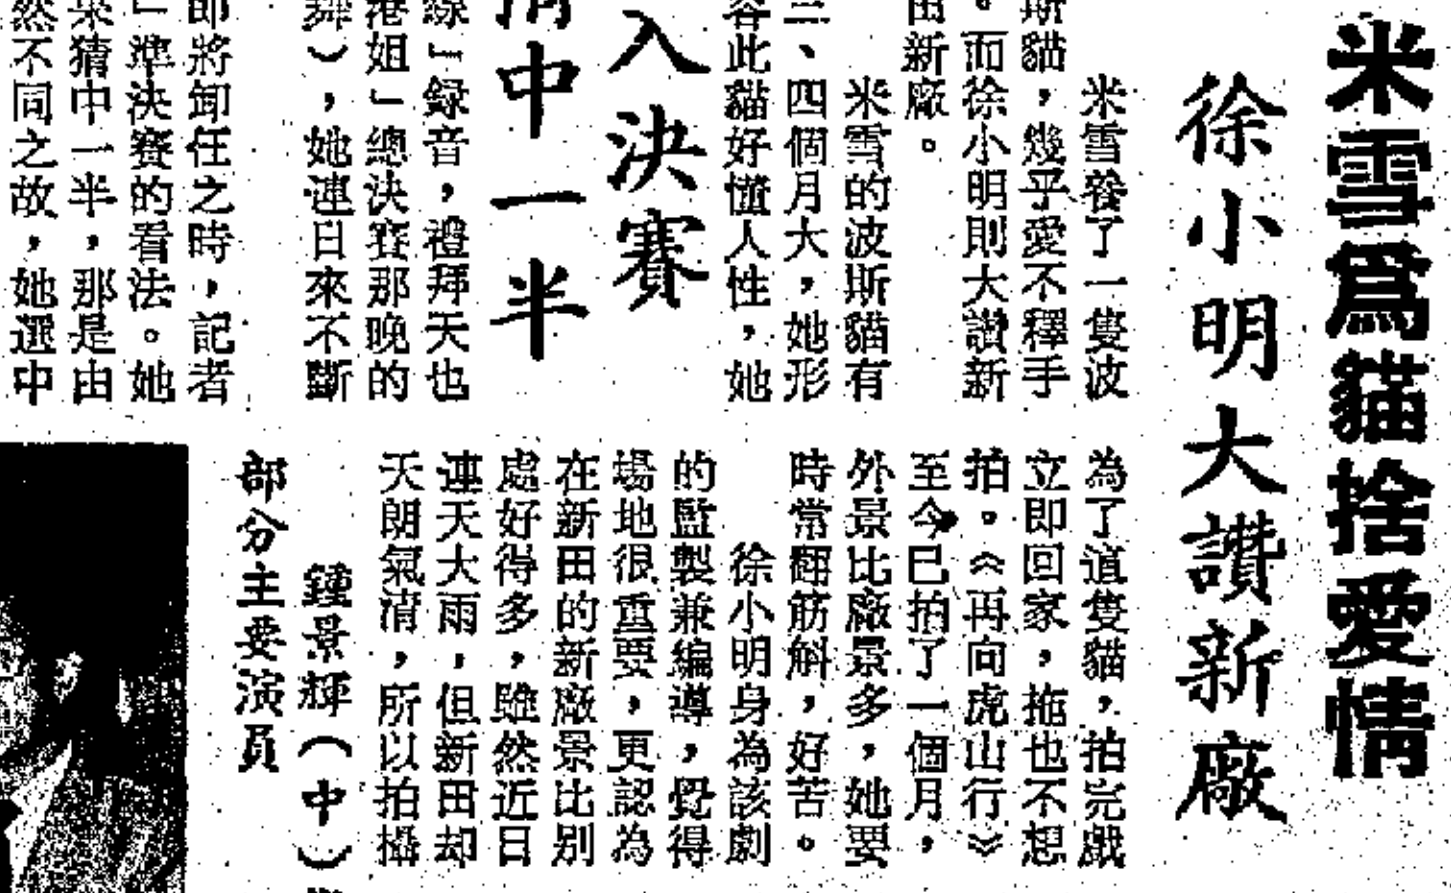 米雪爲貓捨愛情
徐小明大讚新廠
米雪養了一隻波
斯貓，幾乎愛不釋手
。而徐小明則大讚新
田新廠。
米雪的波斯貓有
三、四個月大，她形
容此貓好懂人性，她
為了這隻貓，拍完戲
立即回家，拖也不想
拍。《再向虎山行》
至今巳拍了一個月，
外景比廠景多，她要
時常翻筋斛，好苦。
徐小明身為該劇
的監製兼編導，覺得
場地很重要，更認為
在新田的新廠景比別
處好得多，雖然近日
連天大雨，但新田却
天朗氣清，所以拍攝
入決賽
猜中一半
線」録音，禮拜天也
港姐」總決賽那晚的
舞），她連日來不斷
即將卸任之時，記者
」準決賽的看法。她
果猜中一半，那是由
然不同之故，她選中
鍾景輝（中）
部分主要演員